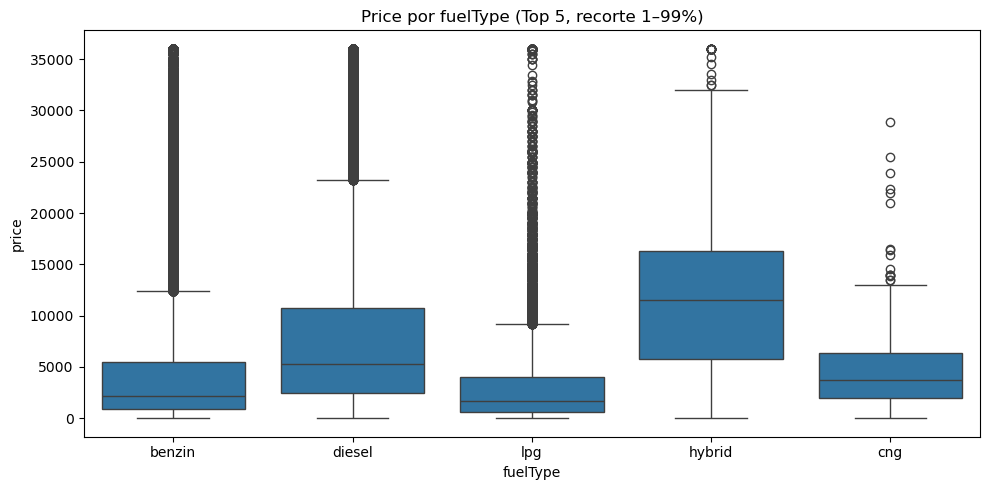 Price por fuelType (Top 5, recorte 1–99%)
price
35000
30000
25000
20000
15000
10000
5000
0
benzin diesel lpg hybrid cng
fuelType